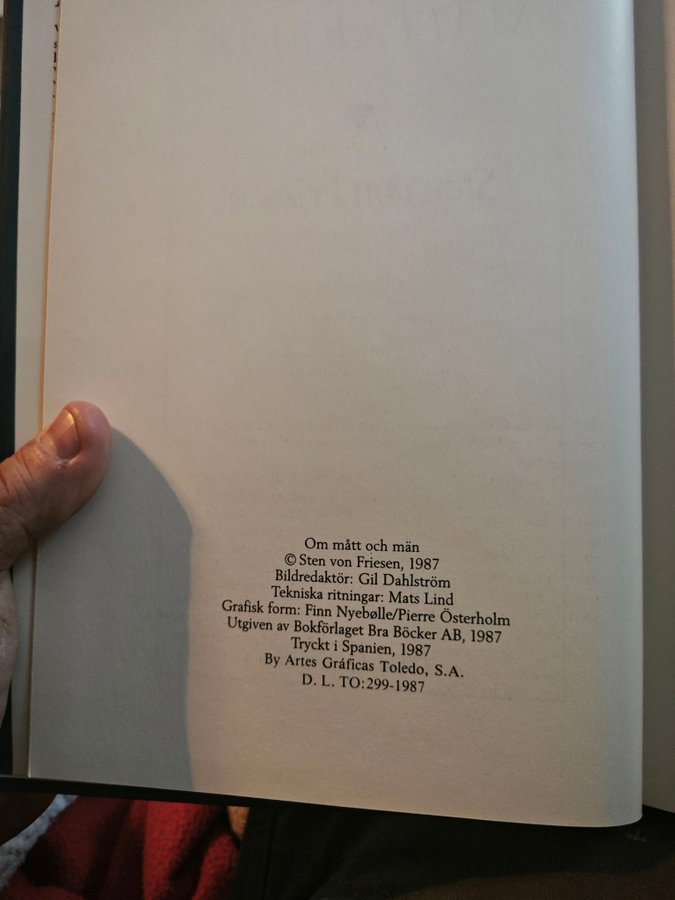 Om mått och män
© Sten von Friesen, 1987
Bildredaktör: Gil Dahlström
Tekniska ritningar: Mats Lind
Grafisk form: Finn Nyebølle/Pierre Österholm
Utgiven av Bokförlaget Bra Böcker AB, 1987
Tryckt i Spanien, 1987
By Artes Gráficas Toledo, S.A.
D. L. TO:299-1987